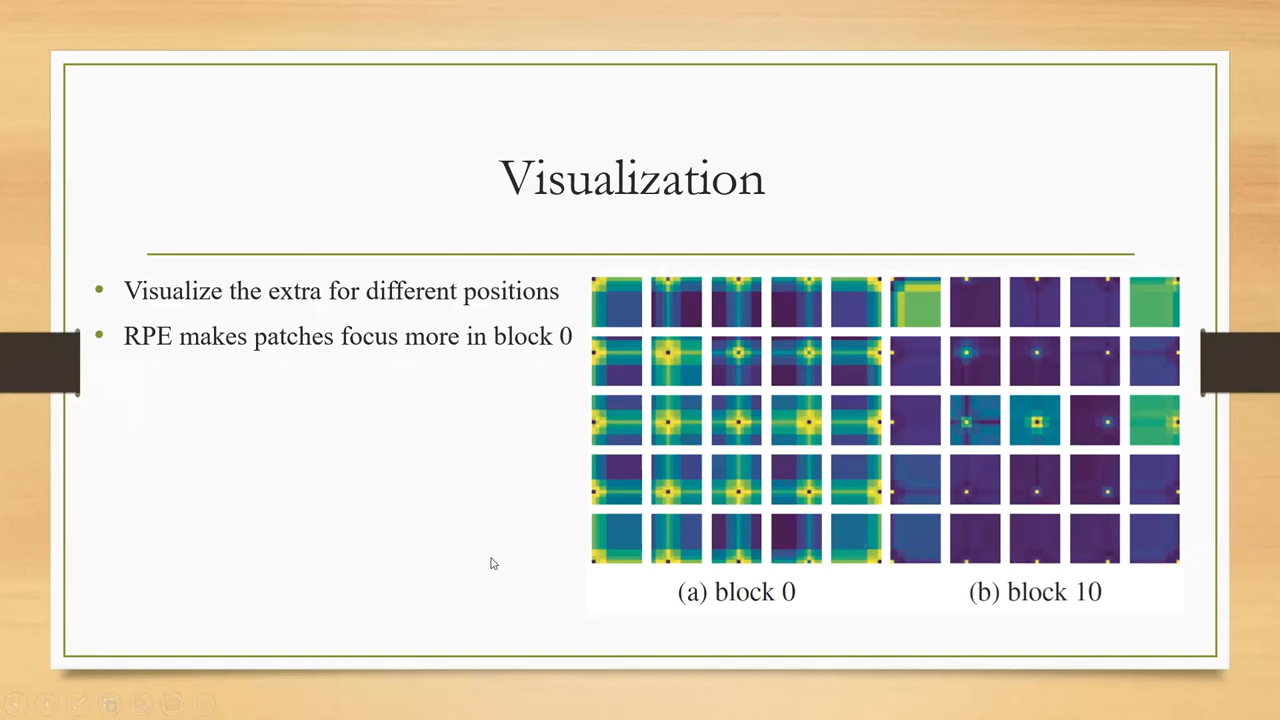 Visualization
• Visualize the extra for different positions
• RPE makes patches focus more in block 0
(a) block 0
(b) block 10